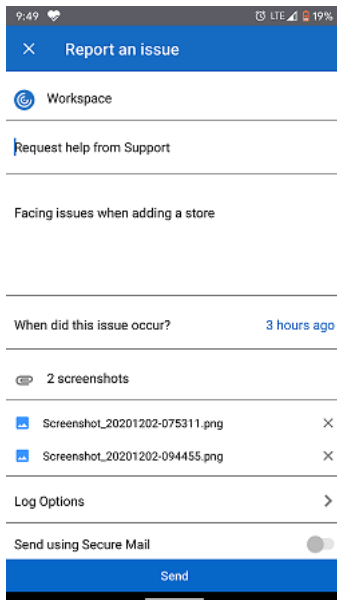 9:49 LTE 19%
Report an issue
Workspace
Request help from Support
Facing issues when adding a store
When did this issue occur? 3 hours ago
2 screenshots
Screenshot_20201202-075311.png
Screenshot_20201202-094455.png
Log Options
Send using Secure Mail
Send